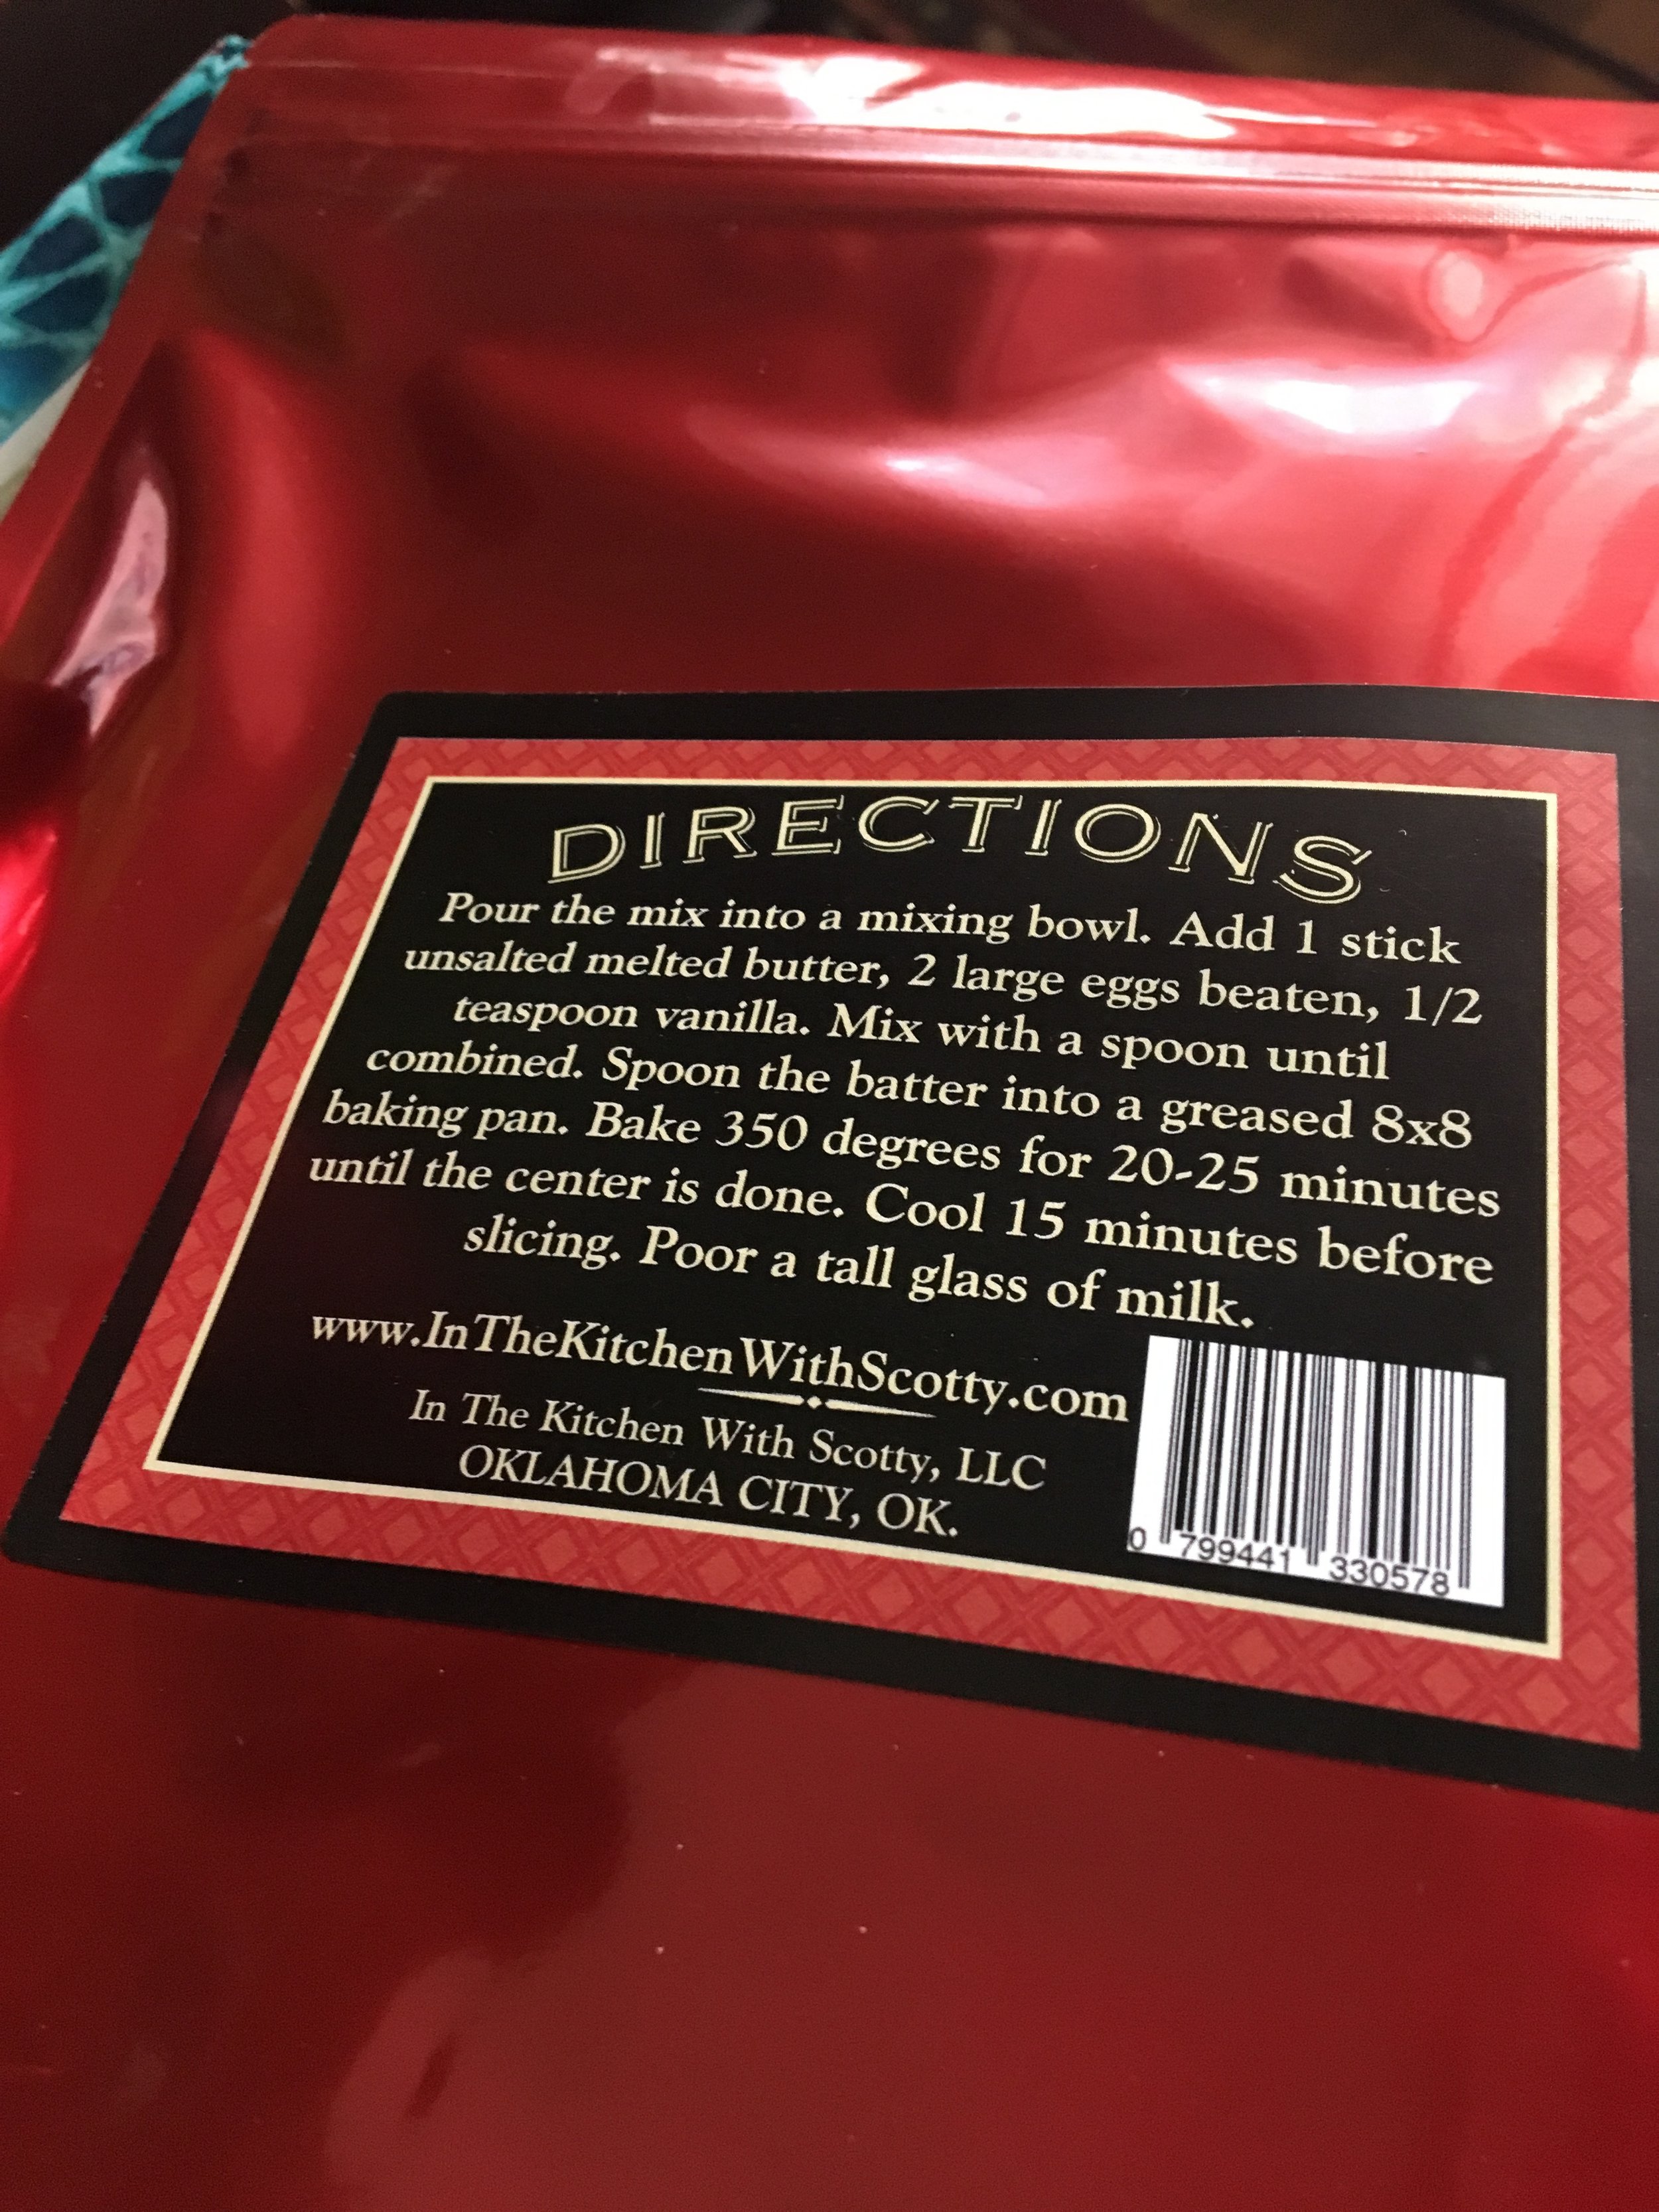 DIRECTIONS
Pour the mix into a mixing bowl. Add 1 stick
unsalted melted butter, 2 large eggs beaten, 1/2
teaspoon vanilla. Mix with a spoon until
combined. Spoon the batter into a greased 8x8
baking pan. Bake 350 degrees for 20-25 minutes
until the center is done. Cool 15 minutes before
slicing. Poor a tall glass of milk.
www.InTheKitchenWithScotty.com
In The Kitchen With Scotty, LLC
OKLAHOMA CITY, OK.
0 799441 330578